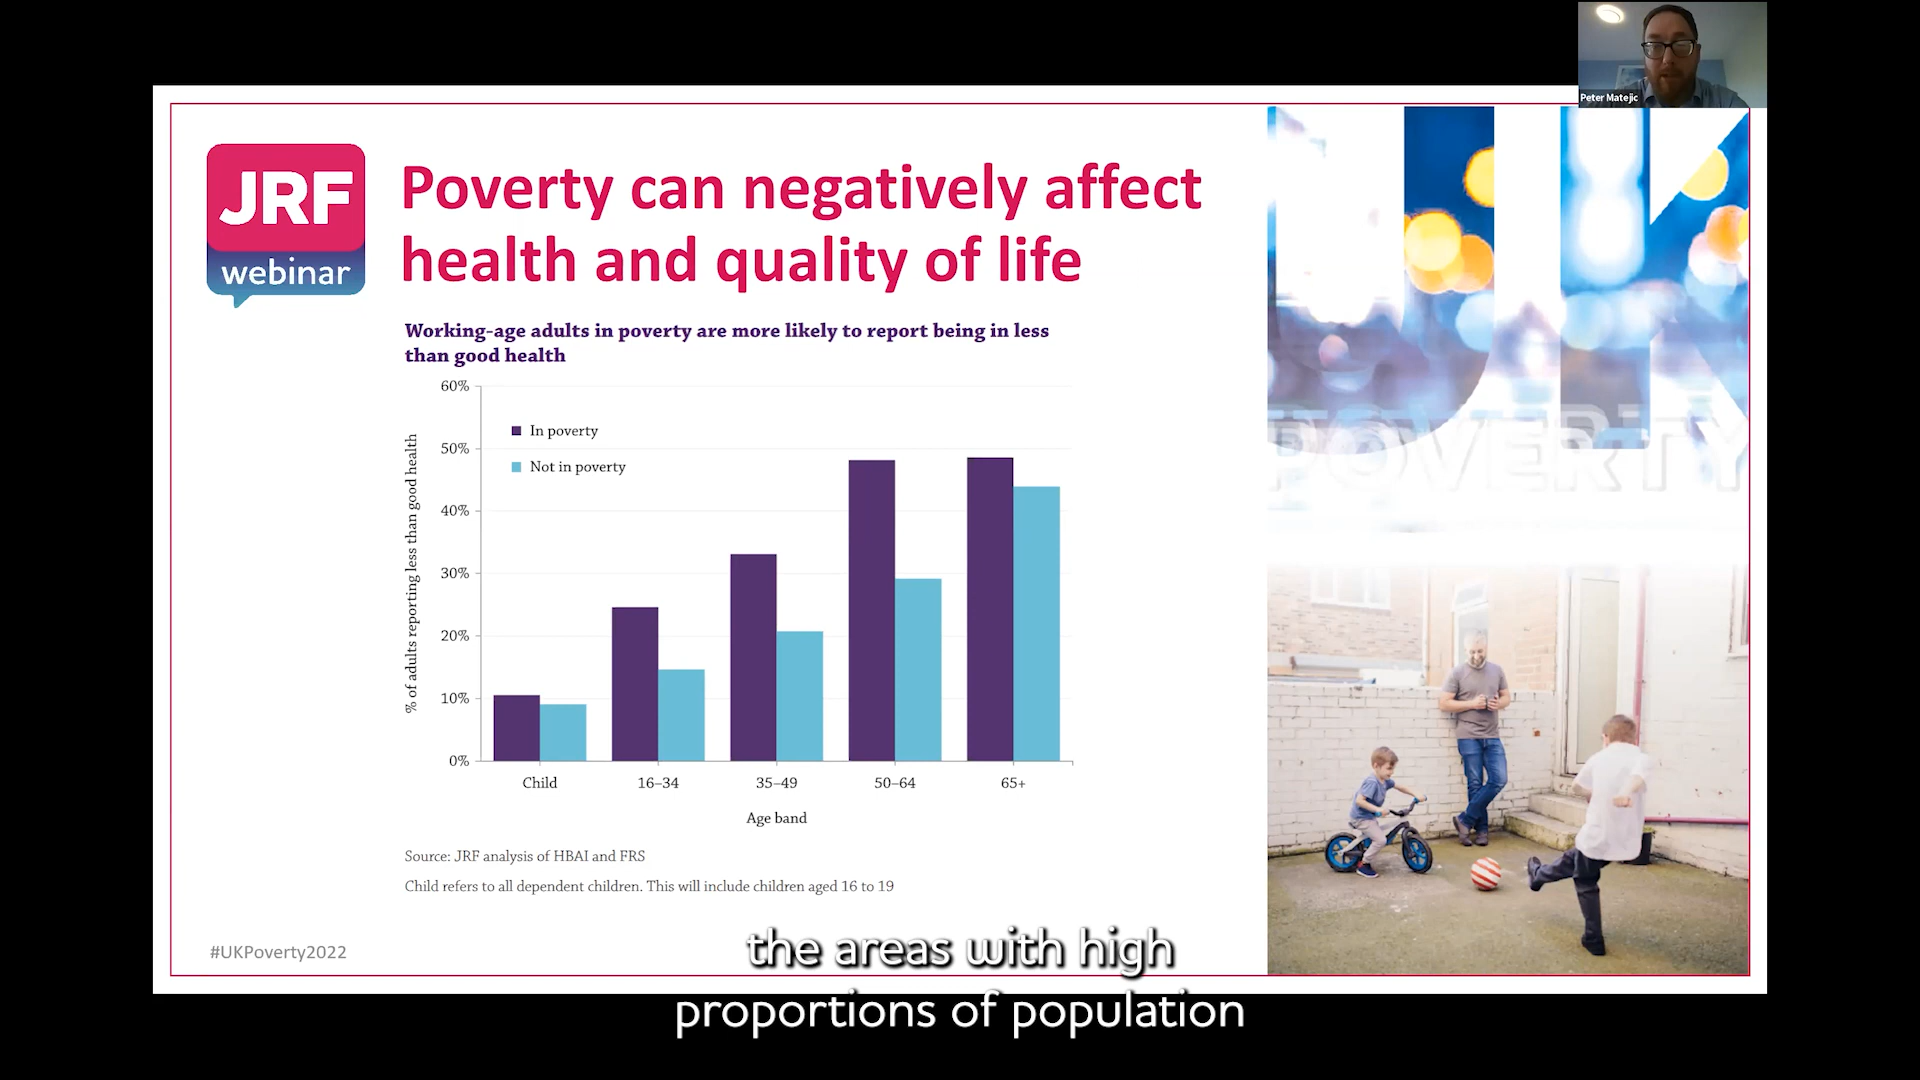 Peter Matejic
JRF
webinar
Poverty can negatively affect
health and quality of life
Working-age adults in poverty are more likely to report being in less
than good health
% of adults reporting less than good health
60%
50%
40%
30%
20%
10%
0%
In poverty
Not in poverty
Child
16–34
35–49
50–64
65+
Age band
Source: JRF analysis of HBAI and FRS
Child refers to all dependent children. This will include children aged 16 to 19
#UKPoverty2022
UK
POVERTY
the areas with high
proportions of population